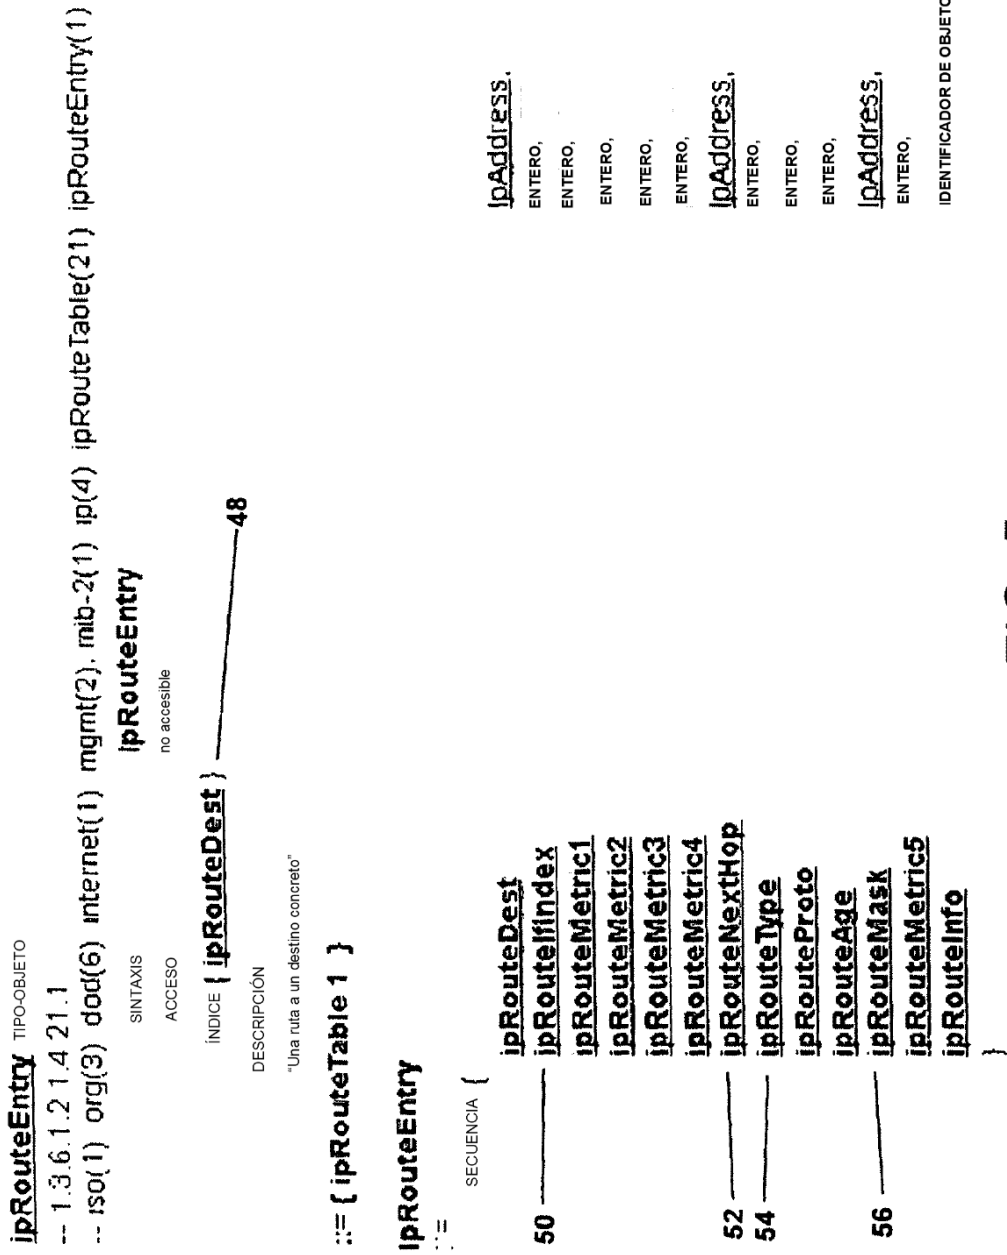 ipRouteEntry TIPO-OBJETO
-- 1.3.6.1.2.1.4.21.1
-- iso(1) org(3) dod(6) internet(1) mgmt(2). mib-2(1) ip(4) ipRouteTable(21) ipRouteEntry(1)
SINTAXIS IpRouteEntry
ACCESO no accesible
ÍNDICE { ipRouteDest } 48
DESCRIPCIÓN
"Una ruta a un destino concreto"
::= { ipRouteTable 1 }
IpRouteEntry
::=
SECUENCIA {
ipRouteDest IpAddress,
50 ipRouteIfIndex ENTERO,
ipRouteMetric1 ENTERO,
ipRouteMetric2 ENTERO,
ipRouteMetric3 ENTERO,
ipRouteMetric4 ENTERO,
52 ipRouteNextHop IpAddress,
54 ipRouteType ENTERO,
ipRouteProto ENTERO,
ipRouteAge ENTERO,
56 ipRouteMask IpAddress,
ipRouteMetric5 ENTERO,
ipRouteInfo IDENTIFICADOR DE OBJETO
}